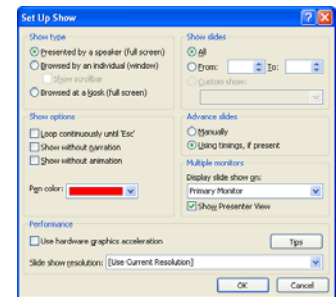 Set Up Show
Show type
Presented by a speaker (full screen)
Browsed by an individual (window)
Show scrollbar
Browsed at a kiosk (full screen)
Show slides
All
From: To:
Custom show:
Show options
Loop continuously until 'Esc'
Show without narration
Show without animation
Pen color:
Advance slides
Manually
Using timings, if present
Multiple monitors
Display slide show on:
Primary Monitor
Show Presenter View
Performance
Use hardware graphics acceleration
Tips
Slide show resolution: [Use Current Resolution]
OK Cancel